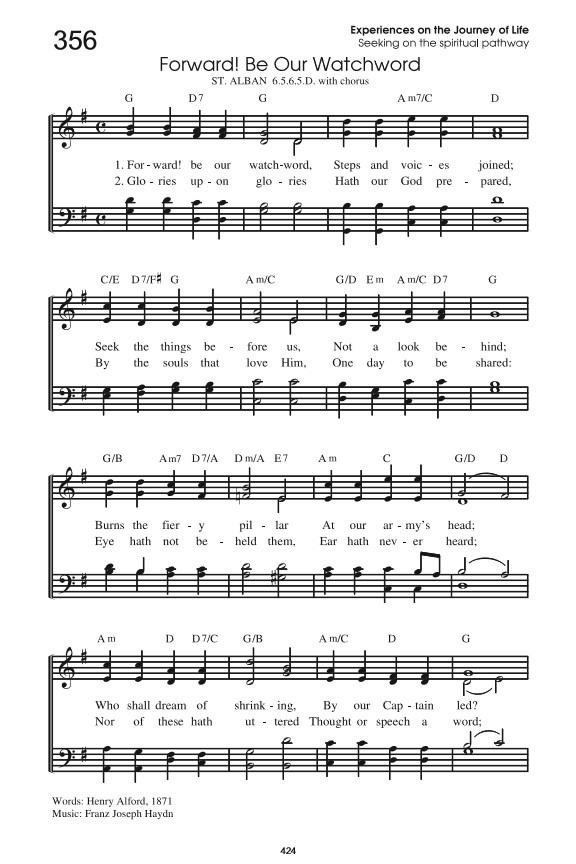 356
Experiences on the Journey of Life
Seeking on the spiritual pathway
Forward! Be Our Watchword
ST. ALBAN 6.5.6.5.D. with chorus
G D7 G Am7/C D
1. For- ward! be our watch- word, Steps and voic - es joined;
2. Glo - ries up - on glo - ries Hath our God pre - pared,
C/E D7/F♯ G Am/C G/D Em Am/C D7 G
Seek the things be - fore us, Not a look be - hind;
By the souls that love Him, One day to be shared:
G/B Am7 D7/A Dm/A E7 Am C G/D D
Burns the fier - y pil - lar At our ar - my's head;
Eye hath not be - held them, Ear hath nev - er heard;
Am D D7/C G/B Am/C D G
Who shall dream of shrink - ing, By our Cap - tain led?
Nor of these hath ut - tered Thought or speech a word;
Words: Henry Alford, 1871
Music: Franz Joseph Haydn
424